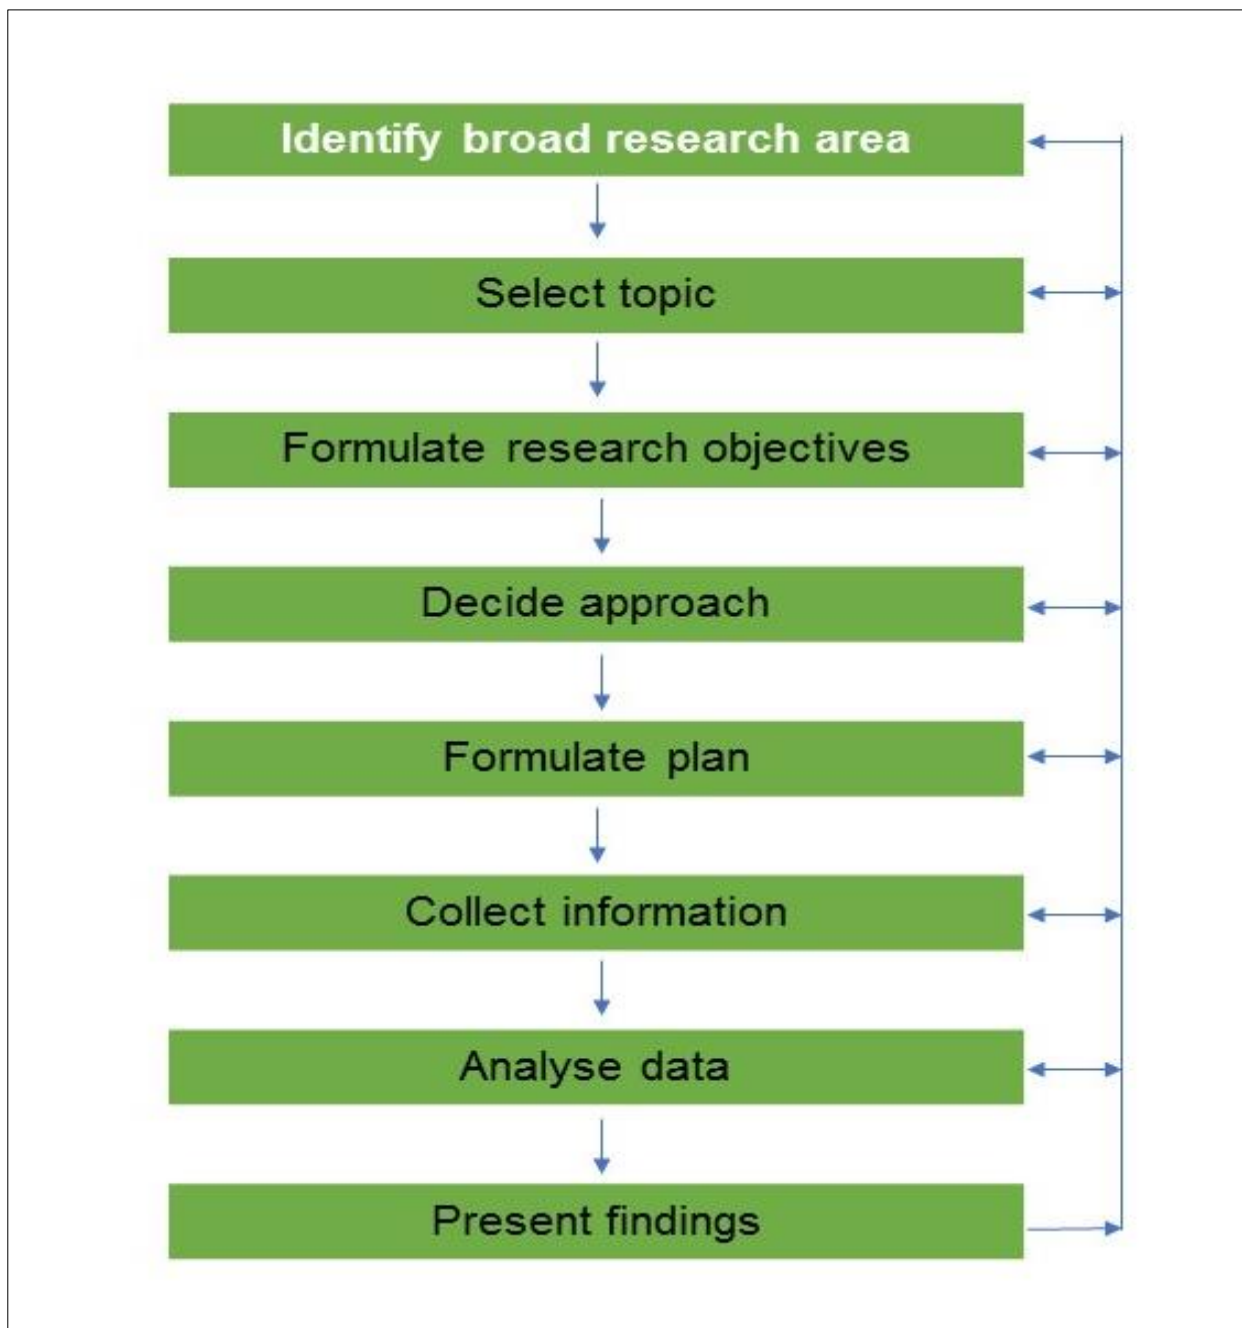 Identify broad research area
Select topic
Formulate research objectives
Decide approach
Formulate plan
Collect information
Analyse data
Present findings